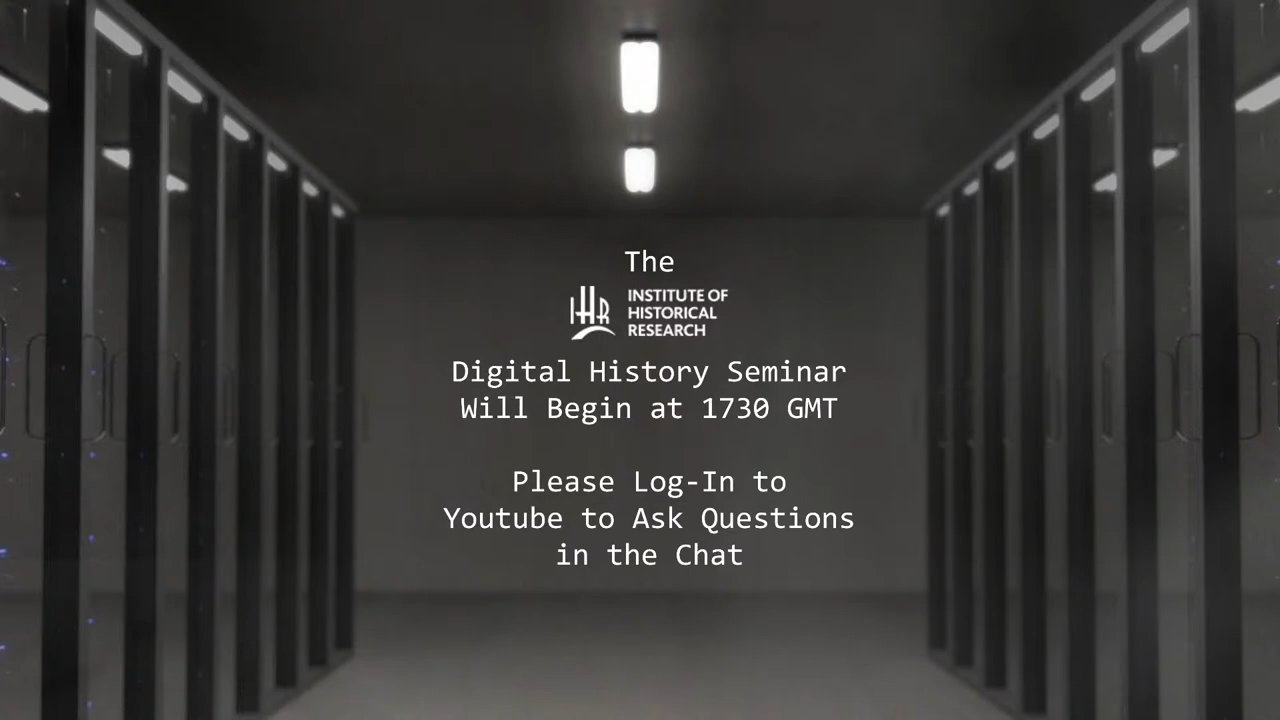 The
IHR
INSTITUTE OF
HISTORICAL
RESEARCH
Digital History Seminar
Will Begin at 1730 GMT
Please Log-In to
Youtube to Ask Questions
in the Chat